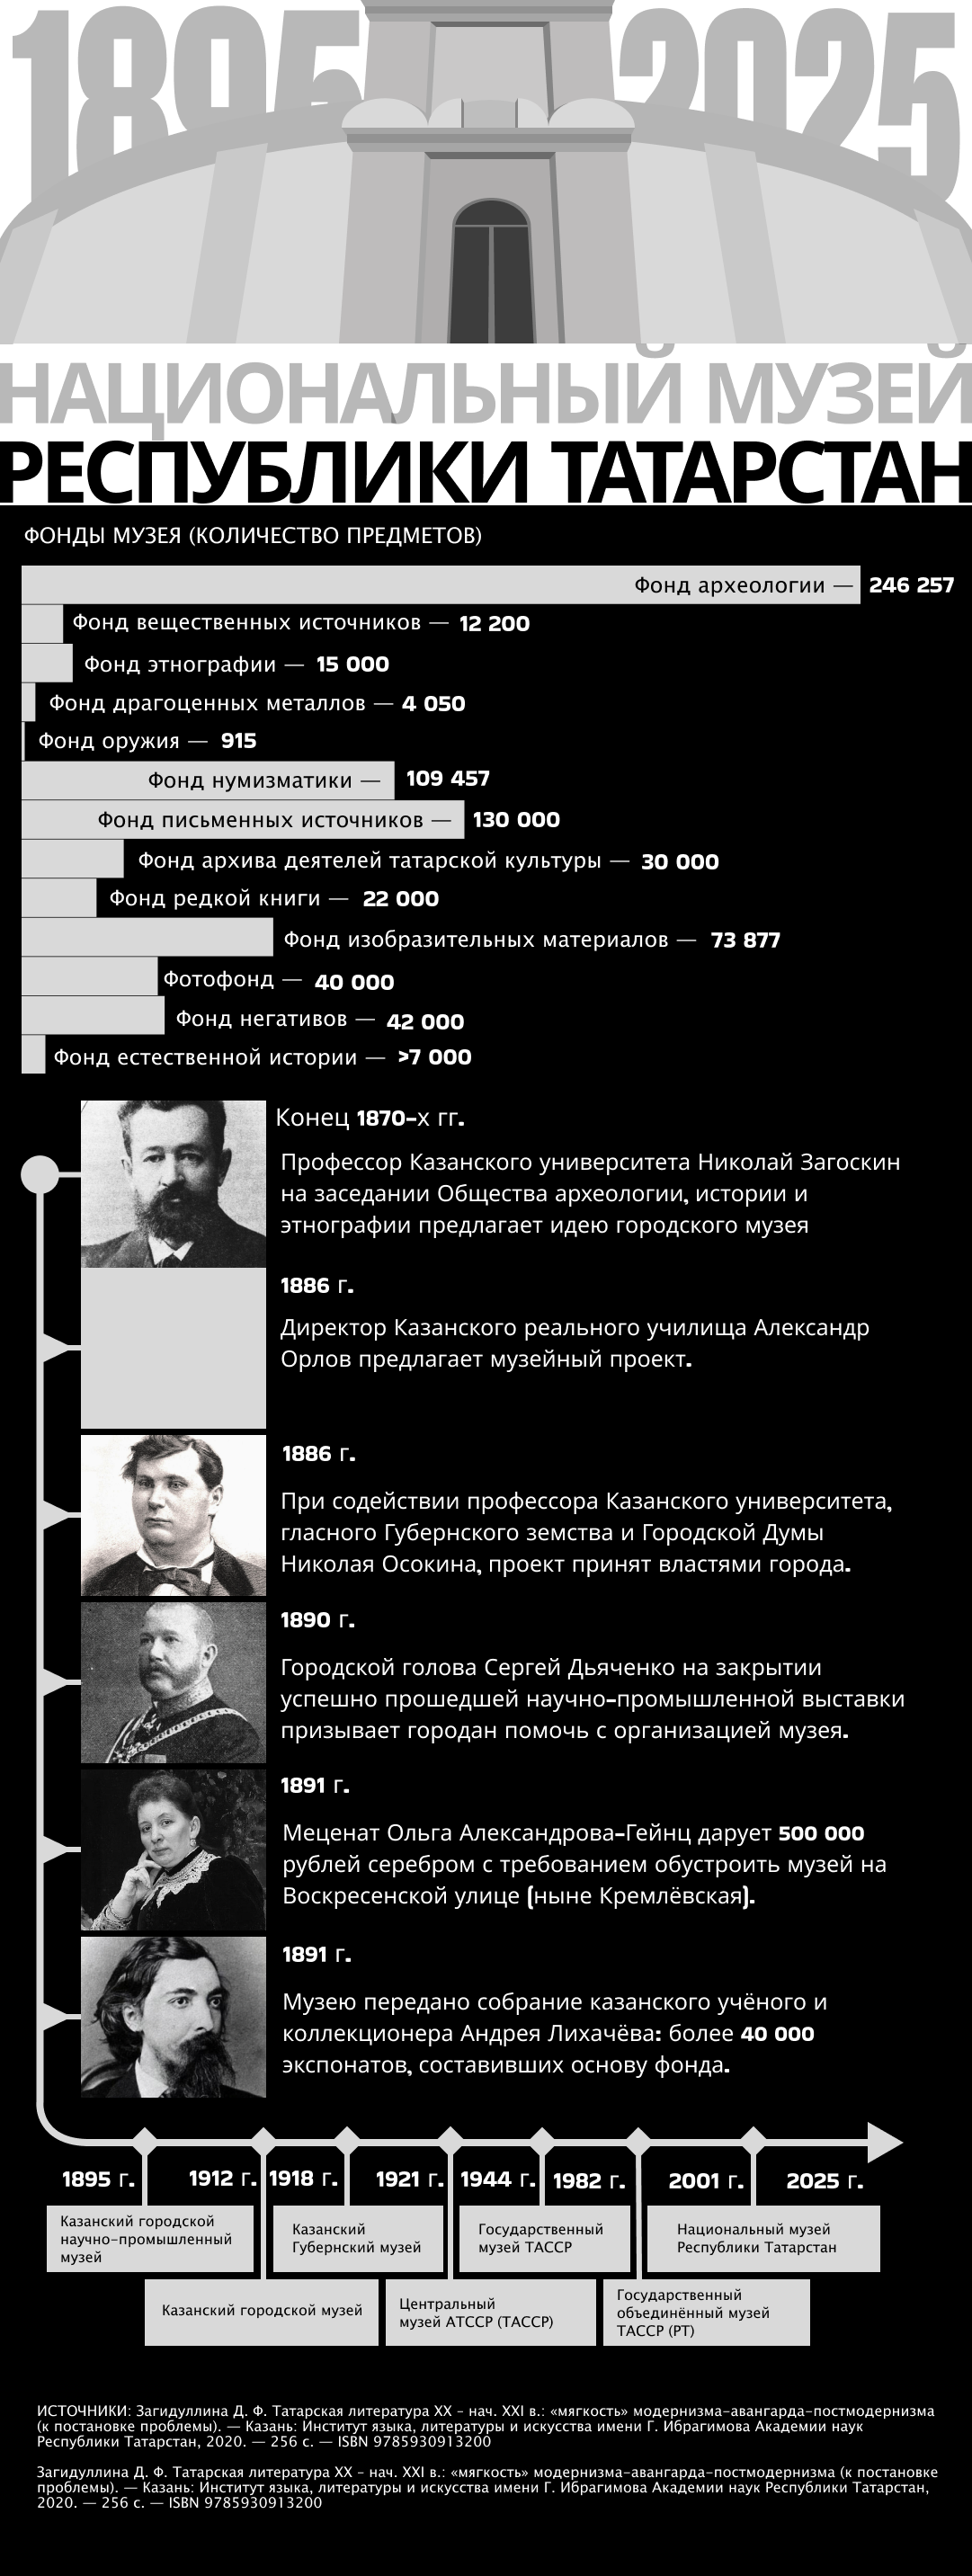 1895 2025
НАЦИОНАЛЬНЫЙ МУЗЕЙ
РЕСПУБЛИКИ ТАТАРСТАН
ФОНДЫ МУЗЕЯ (КОЛИЧЕСТВО ПРЕДМЕТОВ)
Фонд археологии — 246 257
Фонд вещественных источников — 12 200
Фонд этнографии — 15 000
Фонд драгоценных металлов — 4 050
Фонд оружия — 915
Фонд нумизматики — 109 457
Фонд письменных источников — 130 000
Фонд архива деятелей татарской культуры — 30 000
Фонд редкой книги — 22 000
Фонд изобразительных материалов — 73 877
Фотофонд — 40 000
Фонд негативов — 42 000
Фонд естественной истории — >7 000
Конец 1870-х гг.
Профессор Казанского университета Николай Загоскин
на заседании Общества археологии, истории и
этнографии предлагает идею городского музея
1886 г.
Директор Казанского реального училища Александр
Орлов предлагает музейный проект.
1886 г.
При содействии профессора Казанского университета,
гласного Губернского земства и Городской Думы
Николая Осокина, проект принят властями города.
1890 г.
Городской голова Сергей Дьяченко на закрытии
успешно прошедшей научно-промышленной выставки
призывает городан помочь с организацией музея.
1891 г.
Меценат Ольга Александрова-Гейнц дарует 500 000
рублей серебром с требованием обустроить музей на
Воскресенской улице (ныне Кремлёвская).
1891 г.
Музею передано собрание казанского учёного и
коллекционера Андрея Лихачёва: более 40 000
экспонатов, составивших основу фонда.
1895 г. 1912 г. 1918 г. 1921 г. 1944 г. 1982 г. 2001 г. 2025 г.
Казанский городской
научно-промышленный
музей
Казанский
Губернский музей
Государственный
музей ТАССР
Национальный музей
Республики Татарстан
Казанский городской музей
Центральный
музей АТССР (ТАССР)
Государственный
объединённый музей
ТАССР (РТ)
ИСТОЧНИКИ: Загидуллина Д. Ф. Татарская литература XX - нач. XXI в.: «мягкость» модернизма-авангарда-постмодернизма
(к постановке проблемы). — Казань: Институт языка, литературы и искусства имени Г. Ибрагимова Академии наук
Республики Татарстан, 2020. — 256 с. — ISBN 9785930913200
Загидуллина Д. Ф. Татарская литература XX - нач. XXI в.: «мягкость» модернизма-авангарда-постмодернизма (к постановке
проблемы). — Казань: Институт языка, литературы и искусства имени Г. Ибрагимова Академии наук Республики Татарстан,
2020. — 256 с. — ISBN 9785930913200